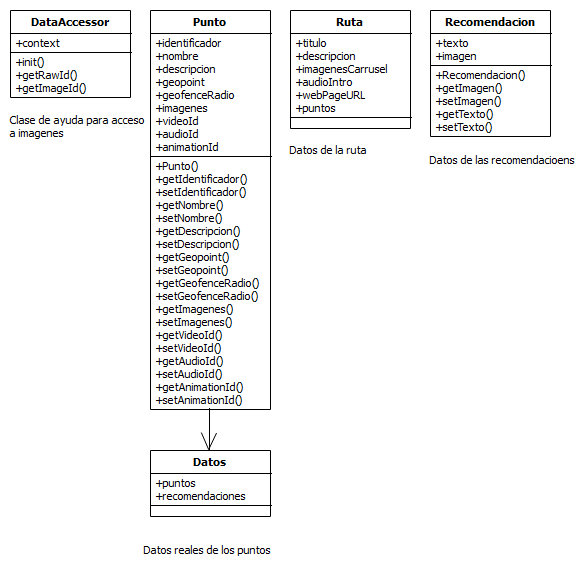 DataAccessor
+context
+init()
+getRawId()
+getImageId()
Clase de ayuda para acceso
a imagenes
Punto
+identificador
+nombre
+descripcion
+geopoint
+geofenceRadio
+imagenes
+videoId
+audioId
+animationId
+Punto()
+getIdentificador()
+setIdentificador()
+getNombre()
+setNombre()
+getDescripcion()
+setDescripcion()
+getGeopoint()
+setGeopoint()
+getGeofenceRadio()
+setGeofenceRadio()
+getImagenes()
+setImagenes()
+getVideoId()
+setVideoId()
+getAudioId()
+setAudioId()
+getAnimationId()
+setAnimationId()
Ruta
+titulo
+descripcion
+imagenesCarrusel
+audioIntro
+webPageURL
+puntos
Datos de la ruta
Recomendacion
+texto
+imagen
+Recomendacion()
+getImagen()
+setImagen()
+getTexto()
+setTexto()
Datos de las recomendacioens
Datos
+puntos
+recomendaciones
Datos reales de los puntos